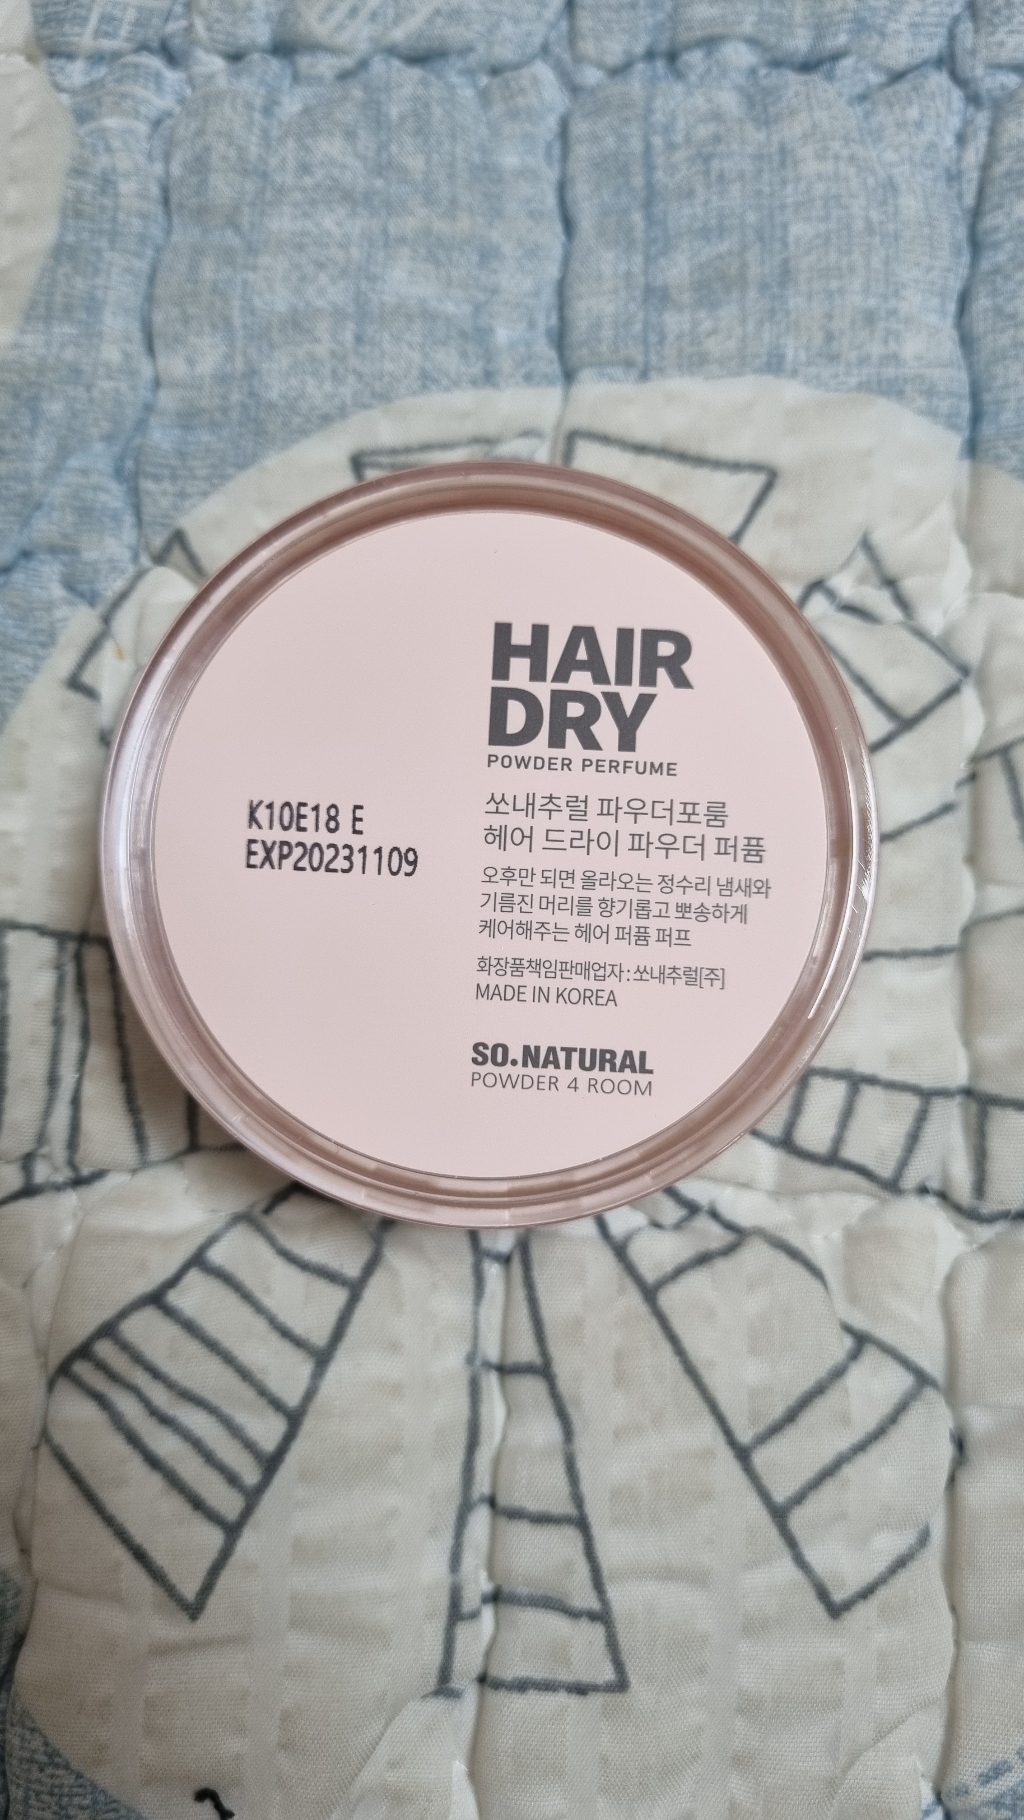 HAIR
DRY
POWDER PERFUME
쏘내추럴 파우더포룸
헤어 드라이 파우더 퍼퓸
오후만 되면 올라오는 정수리 냄새와
기름진 머리를 향기롭고 뽀송하게
케어해주는 헤어 퍼퓸 퍼프
화장품책임판매업자 : 쏘내추럴[주]
MADE IN KOREA
SO.NATURAL
POWDER 4 ROOM
K10E18 E
EXP20231109